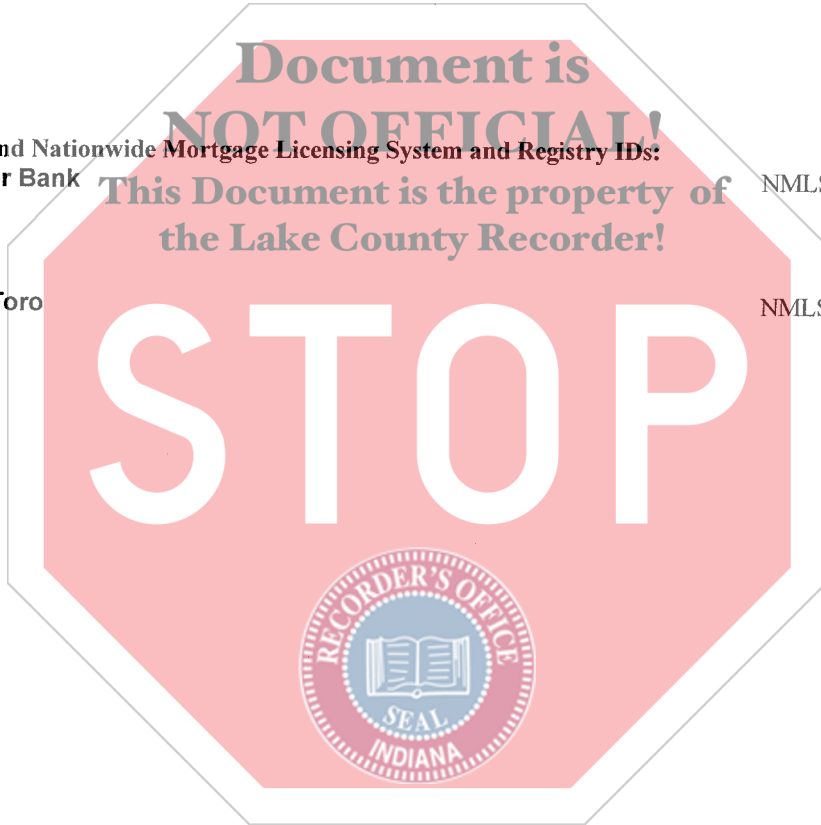 Document is
NOT OFFICIAL!
nd Nationwide Mortgage Licensing System and Registry IDs:
r Bank
This Document is the property of
NMLS
the Lake County Recorder!
Toro
NMLS
STOP
RECORDER'S OFFICE
SEAL
INDIANA